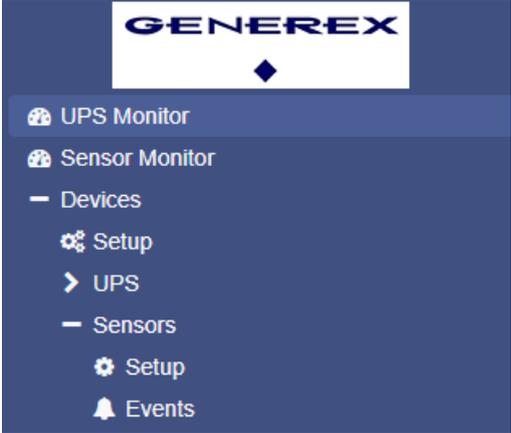 GENEREX
UPS Monitor
Sensor Monitor
Devices
Setup
UPS
Sensors
Setup
Events